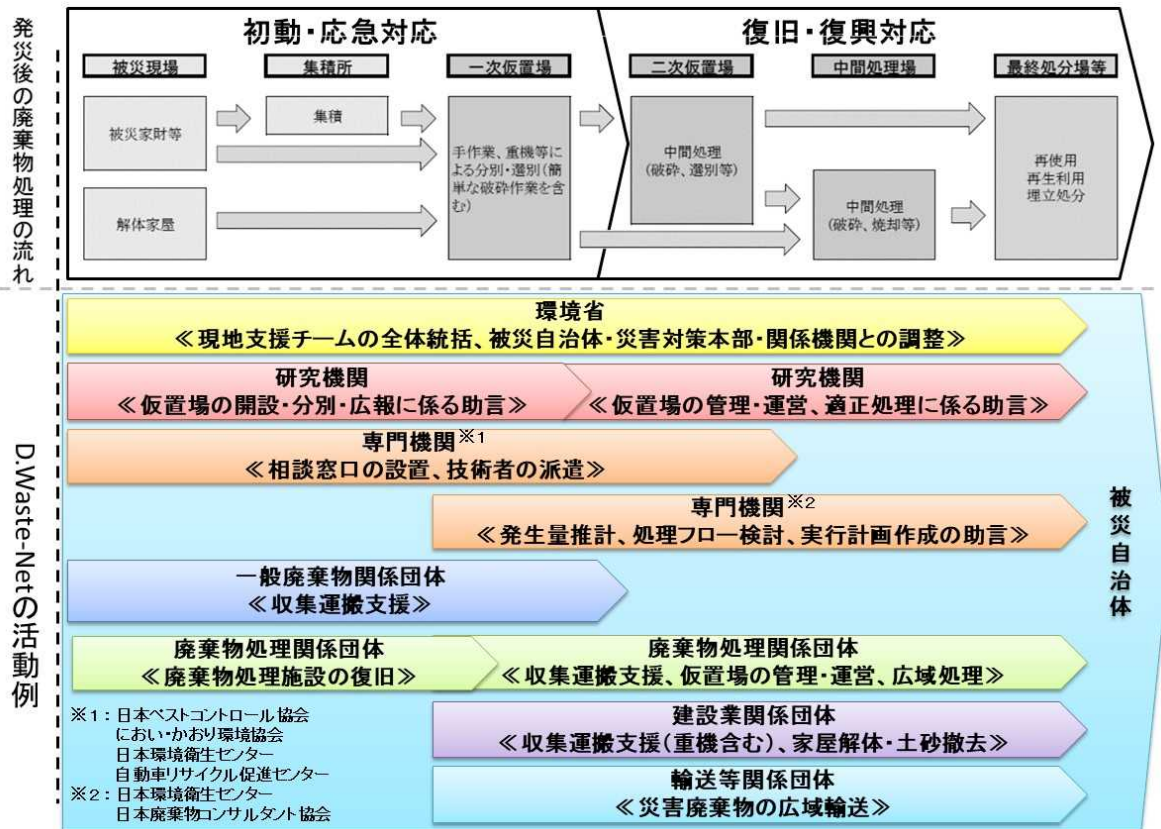 発災後の廃棄物処理の流れ
初動・応急対応
復旧・復興対応
被災現場
集積所
一次仮置場
二次仮置場
中間処理場
最終処分場等
被災家財等
集積
手作業、重機等に
よる分別・選別(簡
単な破砕作業を含
む)
解体家屋
中間処理
(破砕、選別等)
中間処理
(破砕、焼却等)
再使用
再生利用
埋立処分
D.Waste-Netの活動例
環境省
≪現地支援チームの全体統括、被災自治体・災害対策本部・関係機関との調整≫
研究機関
≪仮置場の開設・分別・広報に係る助言≫
研究機関
≪仮置場の管理・運営、適正処理に係る助言≫
専門機関※1
≪相談窓口の設置、技術者の派遣≫
専門機関※2
≪発生量推計、処理フロー検討、実行計画作成の助言≫
一般廃棄物関係団体
≪収集運搬支援≫
廃棄物処理関係団体
≪廃棄物処理施設の復旧≫
廃棄物処理関係団体
≪収集運搬支援、仮置場の管理・運営、広域処理≫
建設業関係団体
≪収集運搬支援(重機含む)、家屋解体・土砂撤去≫
輸送等関係団体
≪災害廃棄物の広域輸送≫
被災自治体
※1：日本ペストコントロール協会
におい・かおり環境協会
日本環境衛生センター
自動車リサイクル促進センター
※2：日本環境衛生センター
日本廃棄物コンサルタント協会